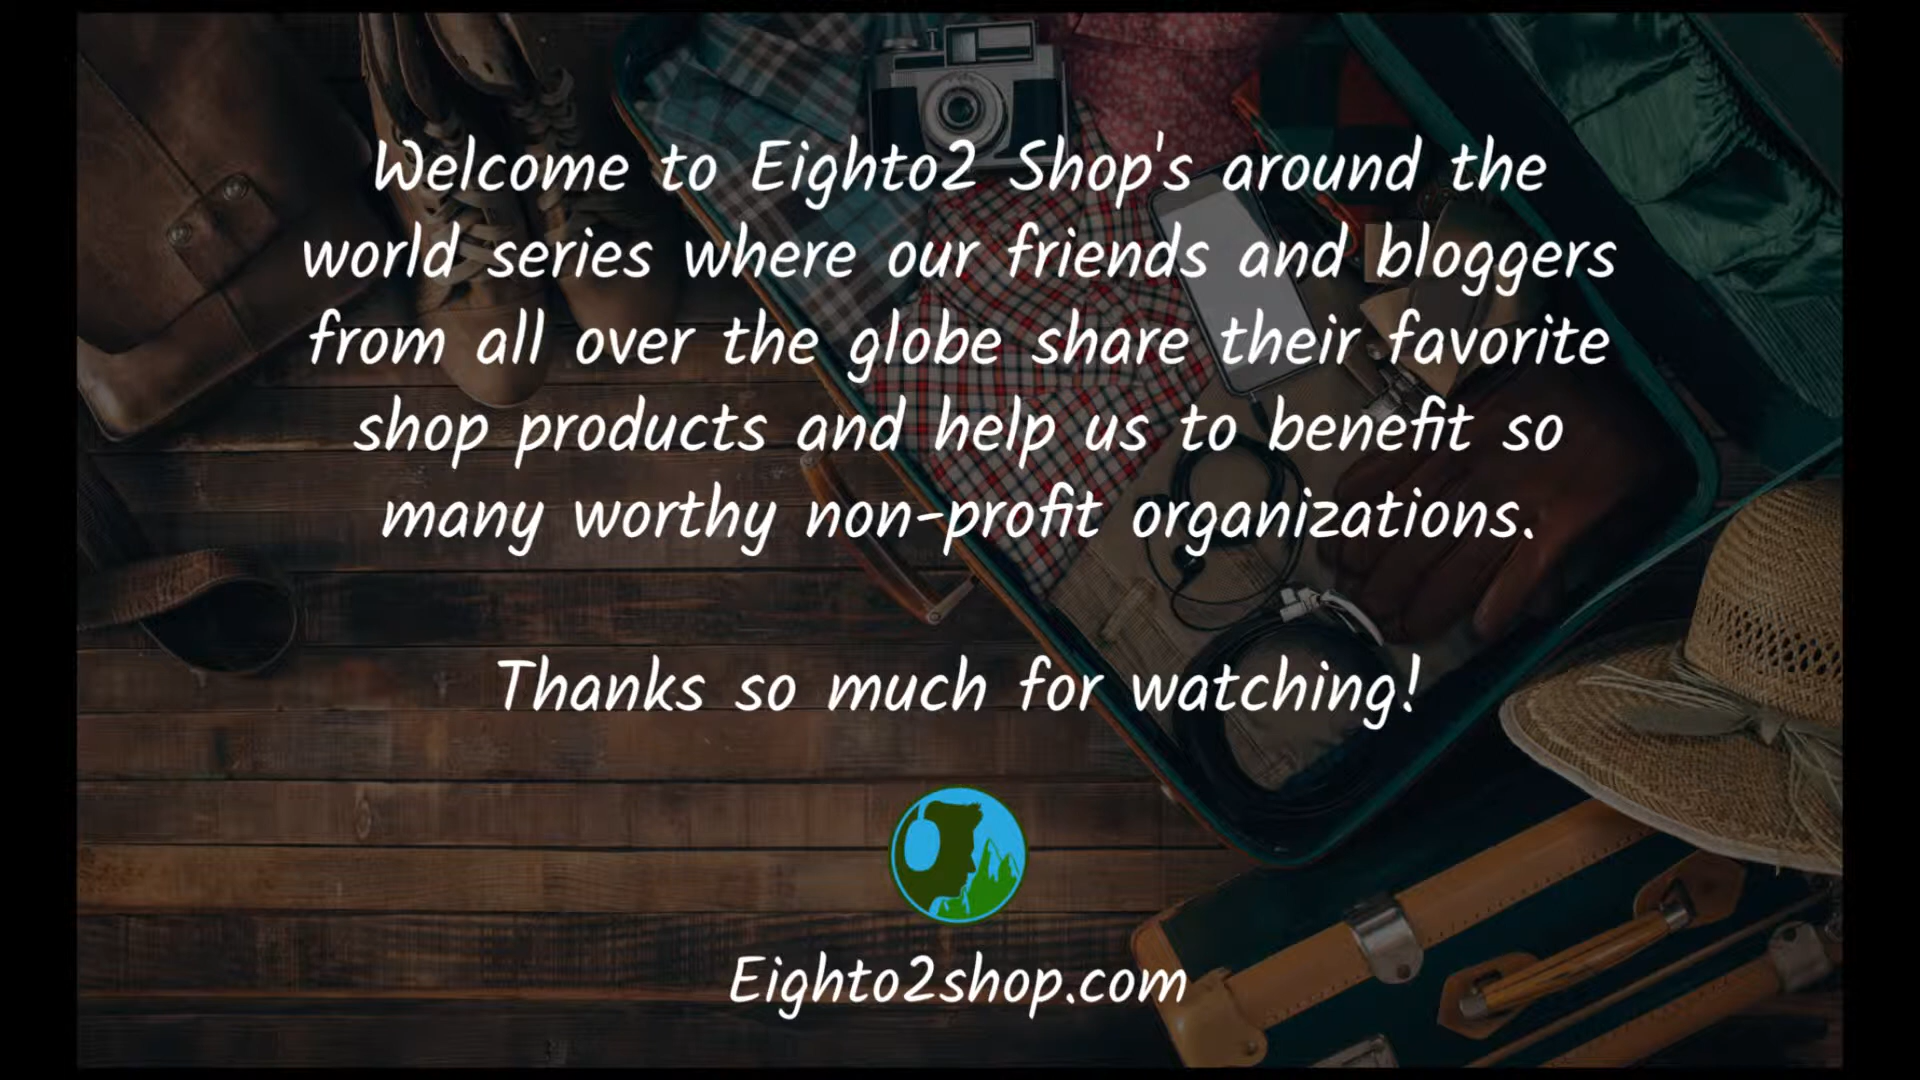 Welcome to Eighto2 Shop's around the
world series where our friends and bloggers
from all over the globe share their favorite
shop products and help us to benefit so
many worthy non-profit organizations.
Thanks so much for watching!
Eighto2shop.com